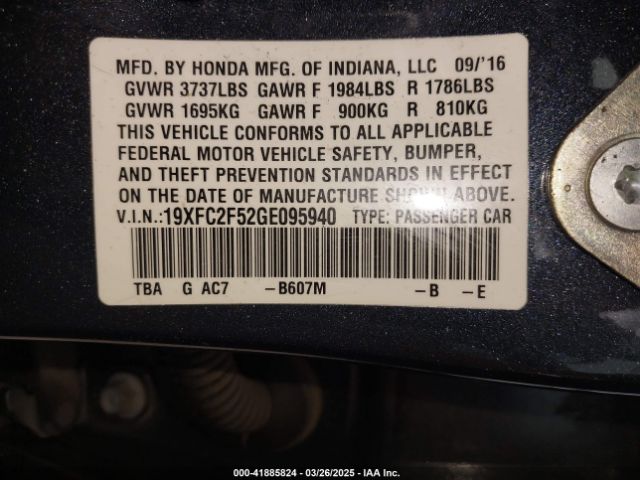 MFD. BY HONDA MFG. OF INDIANA, LLC 09/'16
GVWR 3737LBS GAWR F 1984LBS R 1786LBS
GVWR 1695KG GAWR F 900KG R 810KG
THIS VEHICLE CONFORMS TO ALL APPLICABLE
FEDERAL MOTOR VEHICLE SAFETY, BUMPER,
AND THEFT PREVENTION STANDARDS IN EFFECT
ON THE DATE OF MANUFACTURE SHOWN ABOVE.
V.I.N.:19XFC2F52GE095940 TYPE: PASSENGER CAR
TBA G AC7 -B607M -B -E
000-41885824 | 03/26/2025 - IAA Inc.